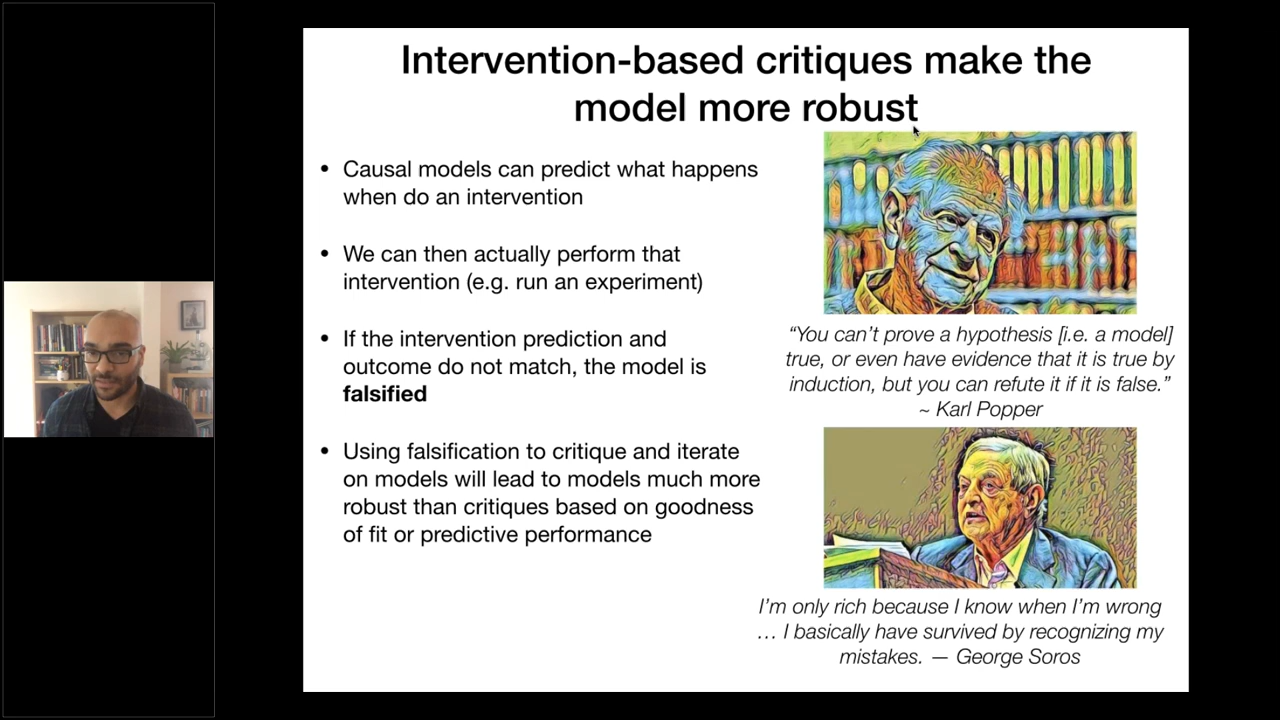 Intervention-based critiques make the
model more robust
• Causal models can predict what happens
when do an intervention
• We can then actually perform that
intervention (e.g. run an experiment)
• If the intervention prediction and
outcome do not match, the model is
falsified
• Using falsification to critique and iterate
on models will lead to models much more
robust than critiques based on goodness
of fit or predictive performance
“You can’t prove a hypothesis [i.e. a model]
true, or even have evidence that it is true by
induction, but you can refute it if it is false.”
~ Karl Popper
I’m only rich because I know when I’m wrong
… I basically have survived by recognizing my
mistakes. — George Soros